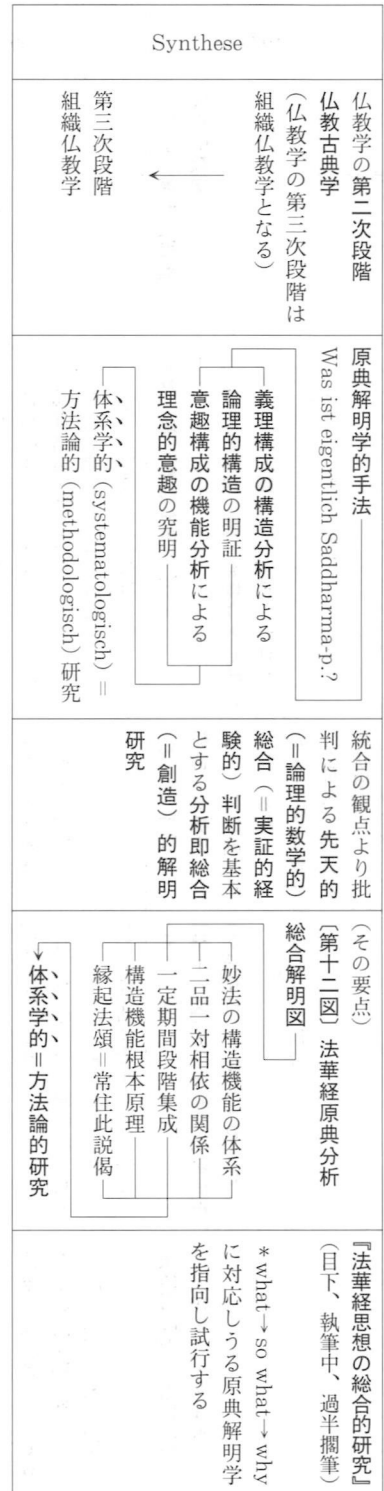 Synthese
仏教学の第二次段階
仏教古典学
(仏教学の第三次段階は
組織仏教学となる)
第三次段階
組織仏教学
原典解明学的手法
Was ist eigentlich Saddharma-p.?
義理構成の構造分析による
論理的構造の明証
意趣構成の機能分析による
理念的意趣の究明
体系学的(systematologisch)=
方法論的(methodologisch)研究
統合の観点より批
判による先天的
(=論理的数学的)
総合(=実証的経
験的)判断を基本
とする分析即総合
(=創造)的解明
研究
(その要点)
〔第十二図〕法華経原典分析
総合解明図
妙法の構造機能の体系
二品一対相依の関係
一定期間段階集成
構造機能根本原理
縁起法頌=常住此説偈
体系学的=方法論的研究
『法華経思想の総合的研究』
(目下、執筆中、過半擱筆)
*what→so what→why
に対応しうる原典解明学
を指向し試行する